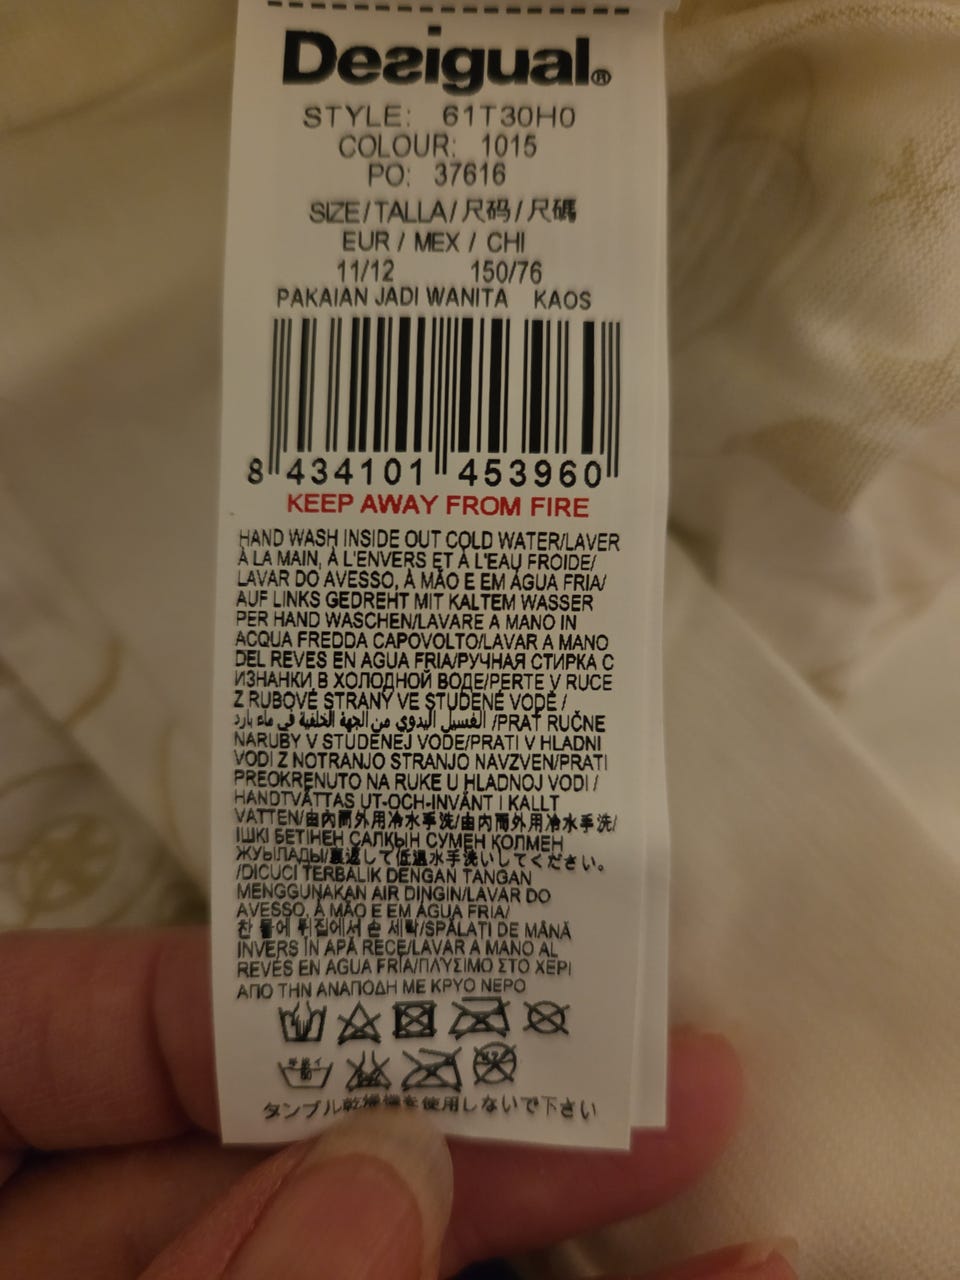 Desigual®
STYLE: 61T30H0
COLOUR: 1015
PO: 37616
SIZE/TALLA/尺码/尺碼
EUR / MEX / CHI
11/12 150/76
PAKAIAN JADI WANITA KAOS
8 434101 453960
KEEP AWAY FROM FIRE
HAND WASH INSIDE OUT COLD WATER/LAVER
À LA MAIN, À L'ENVERS ET À L'EAU FROIDE/
LAVAR DO AVESSO, À MÃO E EM ÁGUA FRIA/
AUF LINKS GEDREHT MIT KALTEM WASSER
PER HAND WASCHEN/LAVARE A MANO IN
ACQUA FREDDA CAPOVOLTO/LAVAR A MANO
DEL REVÉS EN AGUA FRIA/РУЧНАЯ СТИРКА С
ИЗНАНКИ В ХОЛОДНОЙ ВОДЕ/PERTE V RUCE
Z RUBOVÉ STRANY VE STUDENÉ VODĚ /
الغسيل اليدوي من الجهة الخلفية في ماء بارد /PRAT RUČNE
NARUBY V STUDENEJ VODE/PRATI V HLADNI
VODI Z NOTRANJO STRANJO NAVZVEN/PRATI
PREOKRENUTO NA RUKE U HLADNOJ VODI /
HANDTVÄTTAS UT-OCH-INVÄNT I KALLT
VATTEN/由内而外用冷水手洗/由內而外用冷水手洗/
ІШКІ БЕТІНЕН САЛҚЫН СУМЕН ҚОЛМЕН
ЖУЫЛАДЫ/裏返して低温水手洗いしてください。
/DICUCI TERBALIK DENGAN TANGAN
MENGGUNAKAN AIR DINGIN/LAVAR DO
AVESSO, À MÃO E EM ÁGUA FRIA/
찬 물에 뒤집에서 손 세탁/SPĂLAȚI DE MÂNĂ
INVERS ÎN APĂ RECE/LAVAR A MANO AL
REVÉS EN AGUA FRÍA/ΠΛΥΣΙΜΟ ΣΤΟ ΧΕΡΙ
ΑΠΟ ΤΗΝ ΑΝΑΠΟΔΗ ΜΕ ΚΡΥΟ ΝΕΡΟ
タンブル乾燥機を使用しないで下さい